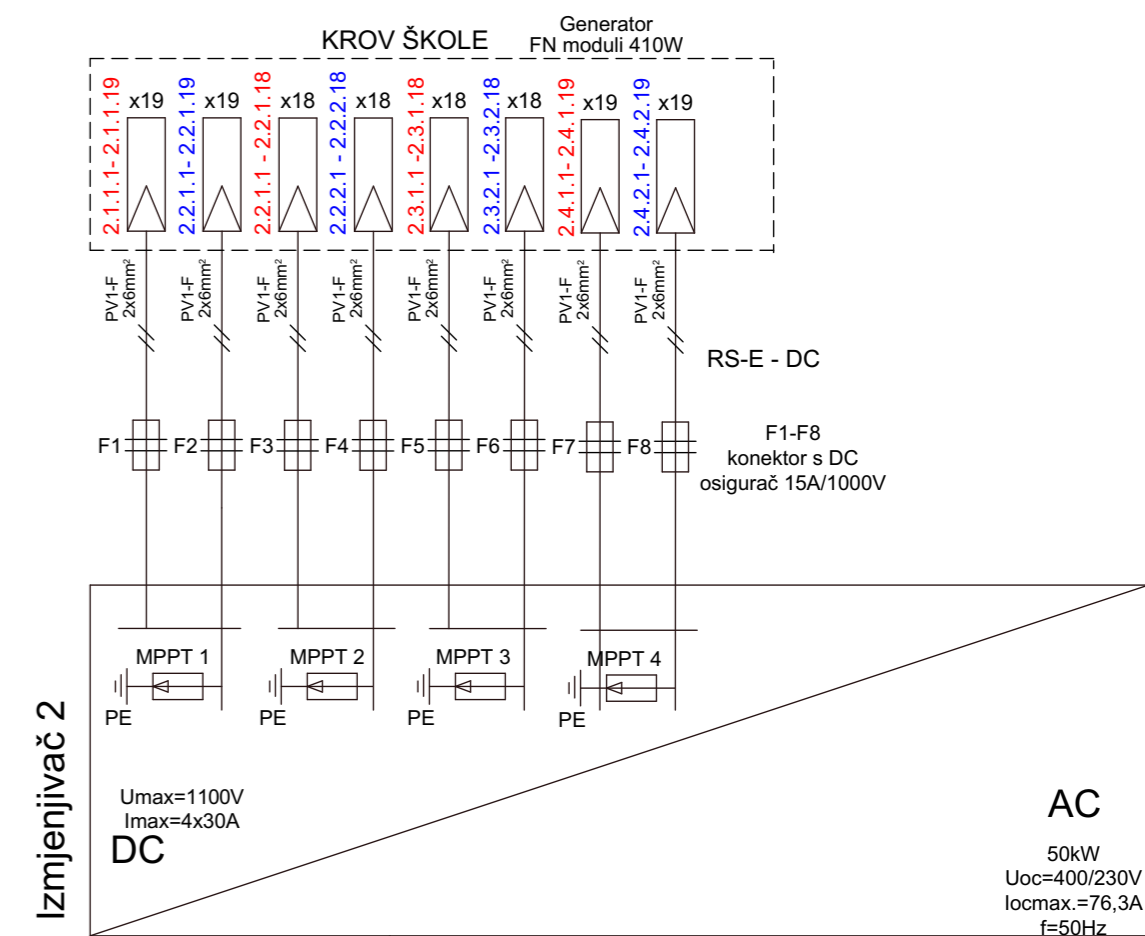 KROV ŠKOLE
Generator
FN moduli 410W
2.1.1.1- 2.1.1.19
x19
2.2.1.1- 2.2.1.19
x19
2.2.1.1 - 2.2.1.18
x18
2.2.2.1 - 2.2.2.18
x18
2.3.1.1 -2.3.1.18
x18
2.3.2.1 -2.3.2.18
x18
2.4.1.1- 2.4.1.19
x19
2.4.2.1- 2.4.2.19
x19
PV1-F
2x6mm²
PV1-F
2x6mm²
PV1-F
2x6mm²
PV1-F
2x6mm²
PV1-F
2x6mm²
PV1-F
2x6mm²
PV1-F
2x6mm²
PV1-F
2x6mm²
RS-E - DC
F1
F2
F3
F4
F5
F6
F7
F8
F1-F8
konektor s DC
osigurač 15A/1000V
MPPT 1
MPPT 2
MPPT 3
MPPT 4
PE
PE
PE
PE
Izmjenjivač 2
Umax=1100V
Imax=4x30A
DC
AC
50kW
Uoc=400/230V
Iocmax.=76,3A
f=50Hz